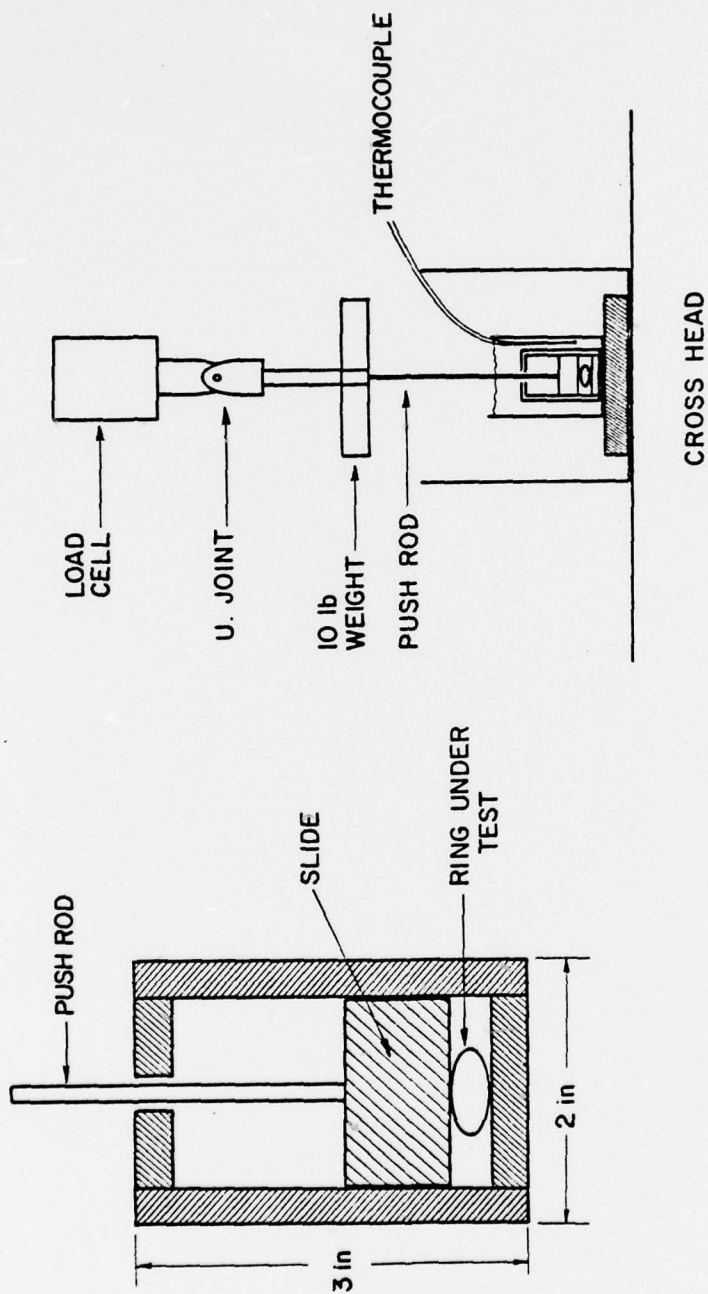 PUSH ROD
SLIDE
RING UNDER
TEST
3 in
2 in
LOAD
CELL
U. JOINT
10 lb
WEIGHT
PUSH ROD
THERMOCOUPLE
CROSS HEAD